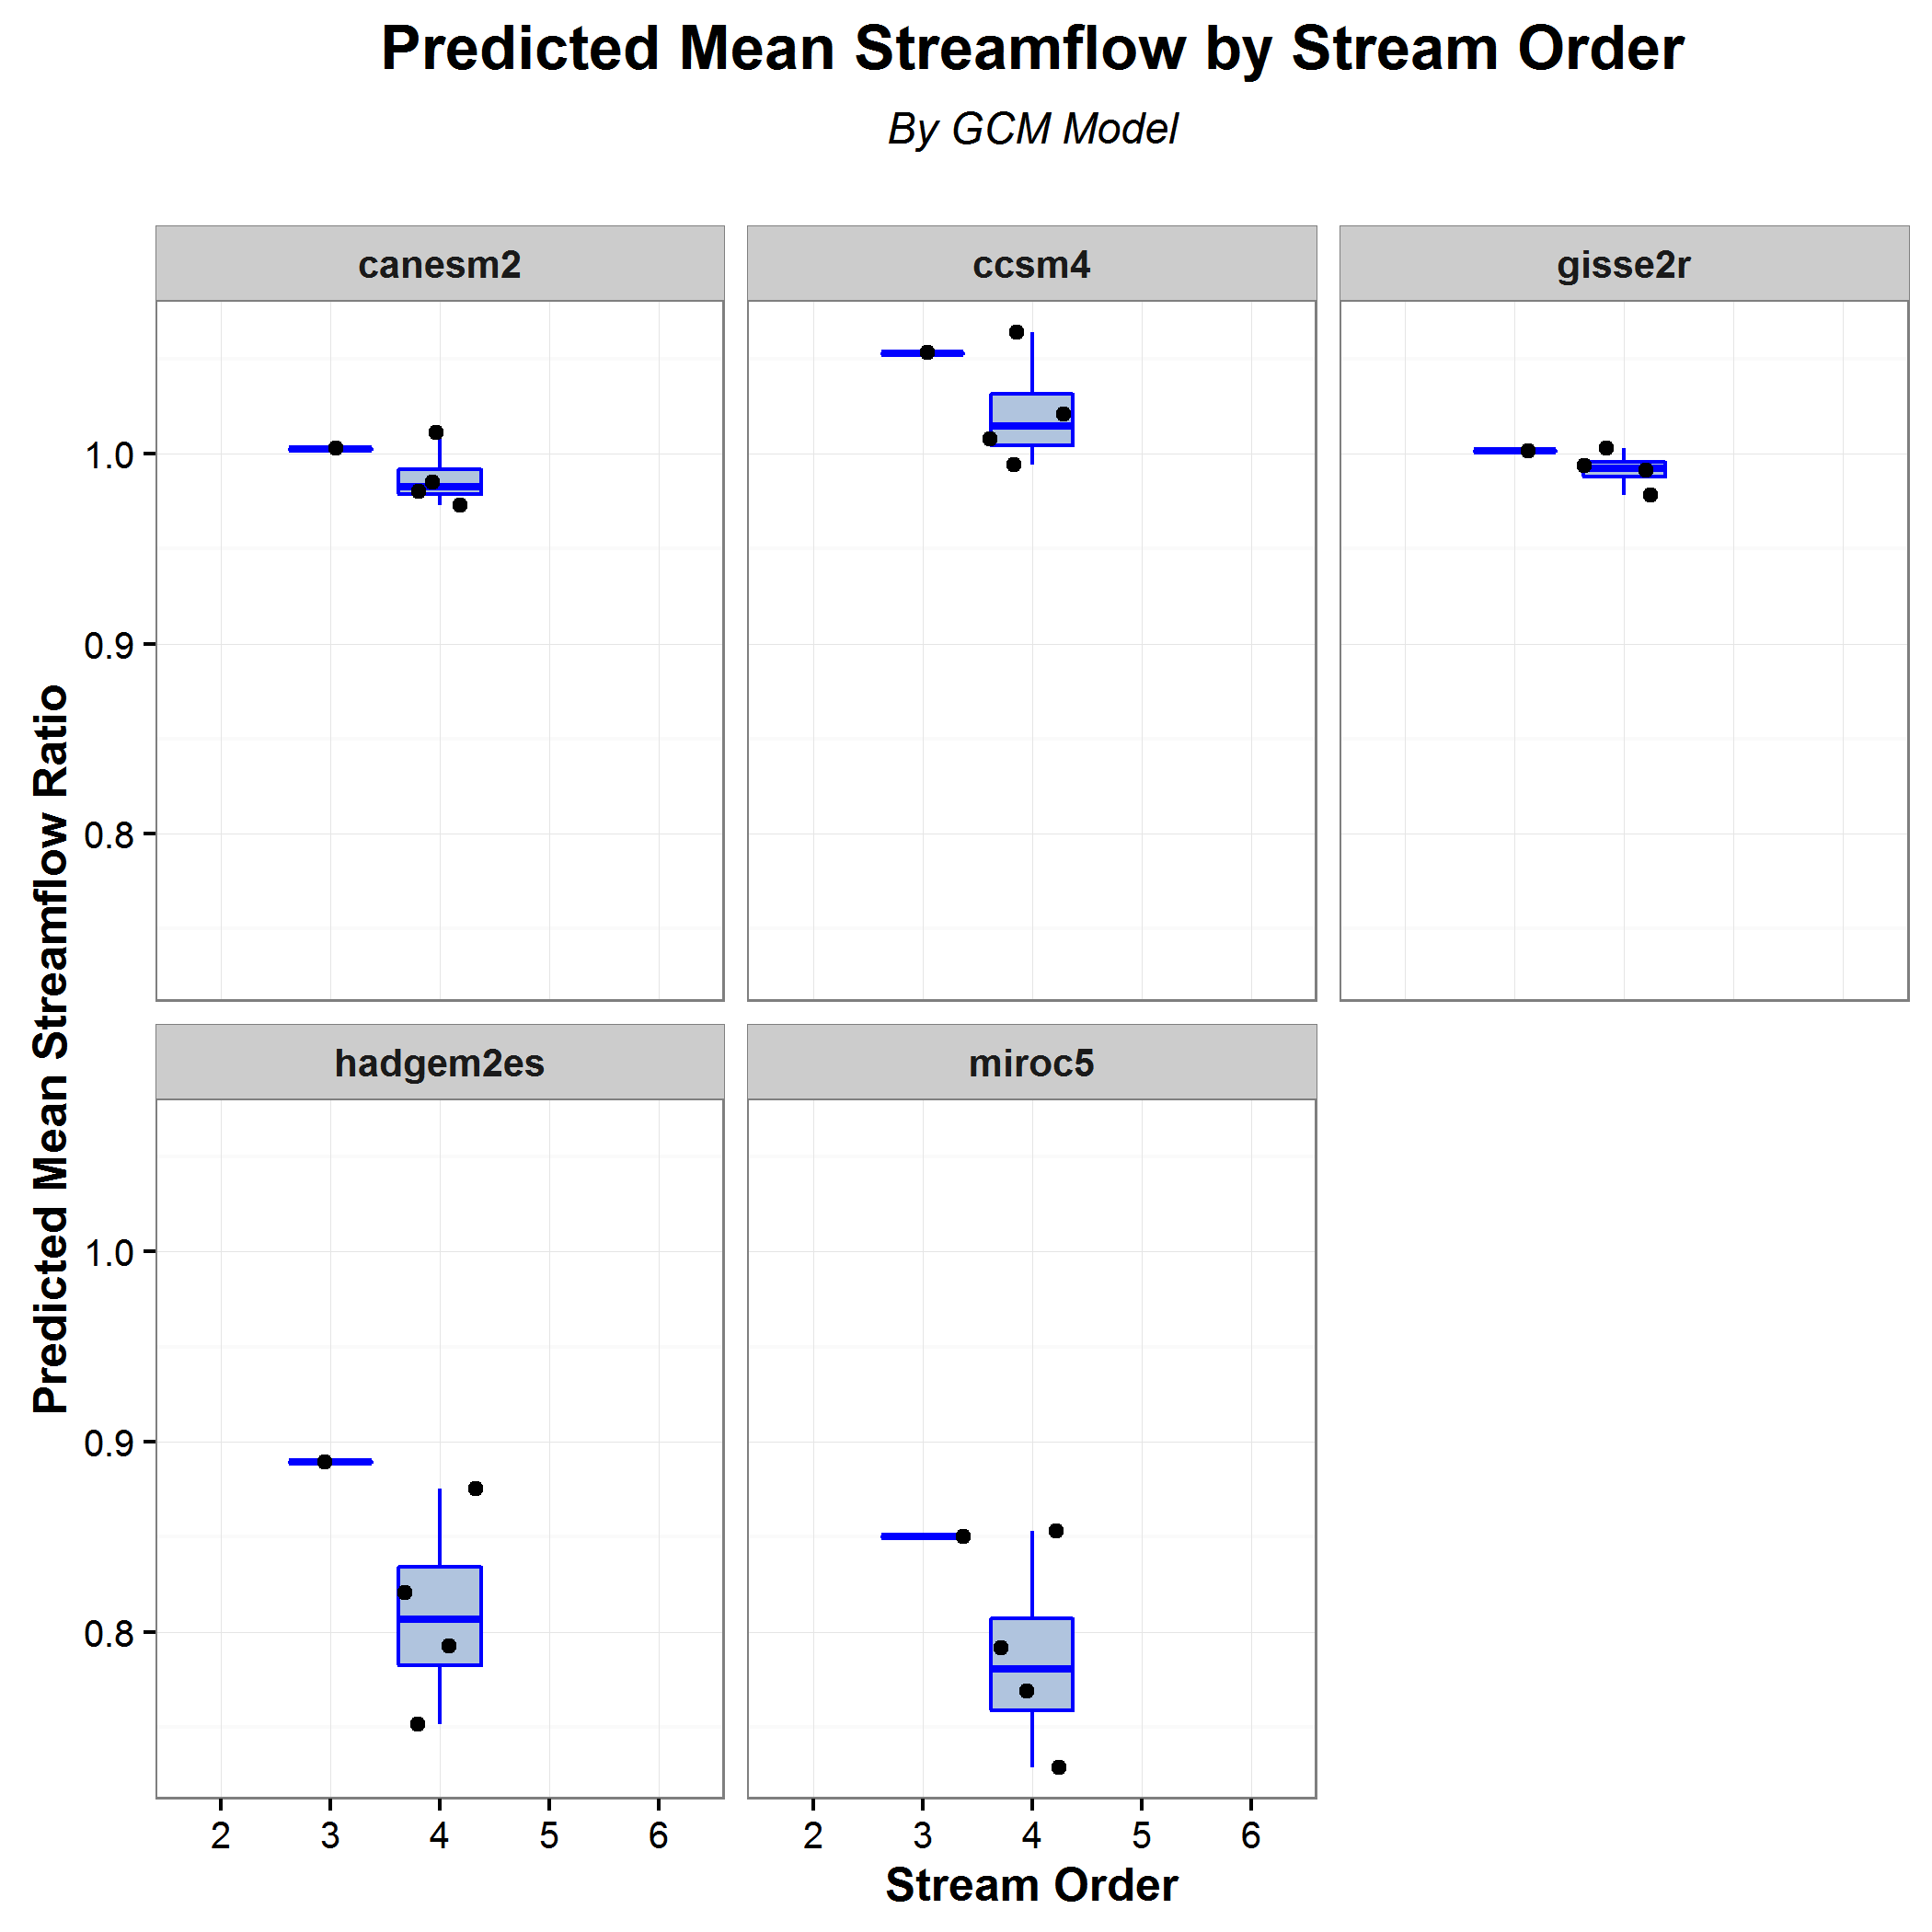 Predicted Mean Streamflow by Stream Order
By GCM Model
canesm2
ccsm4
gisse2r
1.0
0.9
0.8
Predicted Mean Streamflow Ratio
hadgem2es
miroc5
1.0
0.9
0.8
2 3 4 5 6
2 3 4 5 6
Stream Order